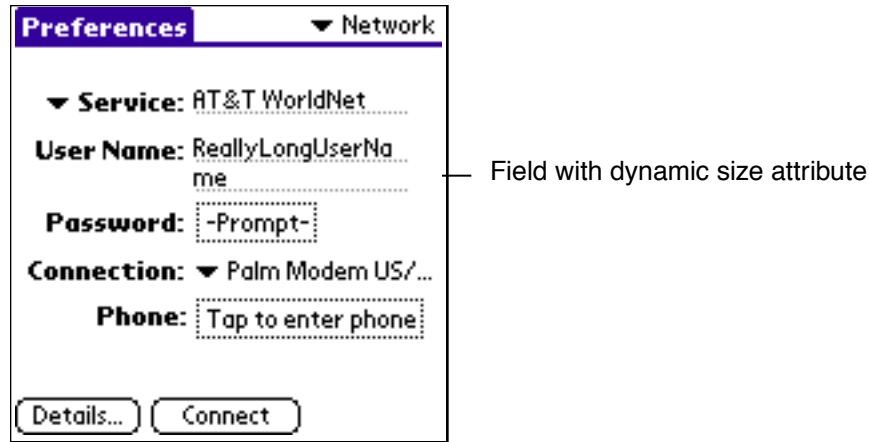 Preferences ▼ Network
▼ Service: AT&T WorldNet
User Name: ReallyLongUserNa
me
Field with dynamic size attribute
Password: -Prompt-
Connection: ▼ Palm Modem US/...
Phone: Tap to enter phone
Details... Connect